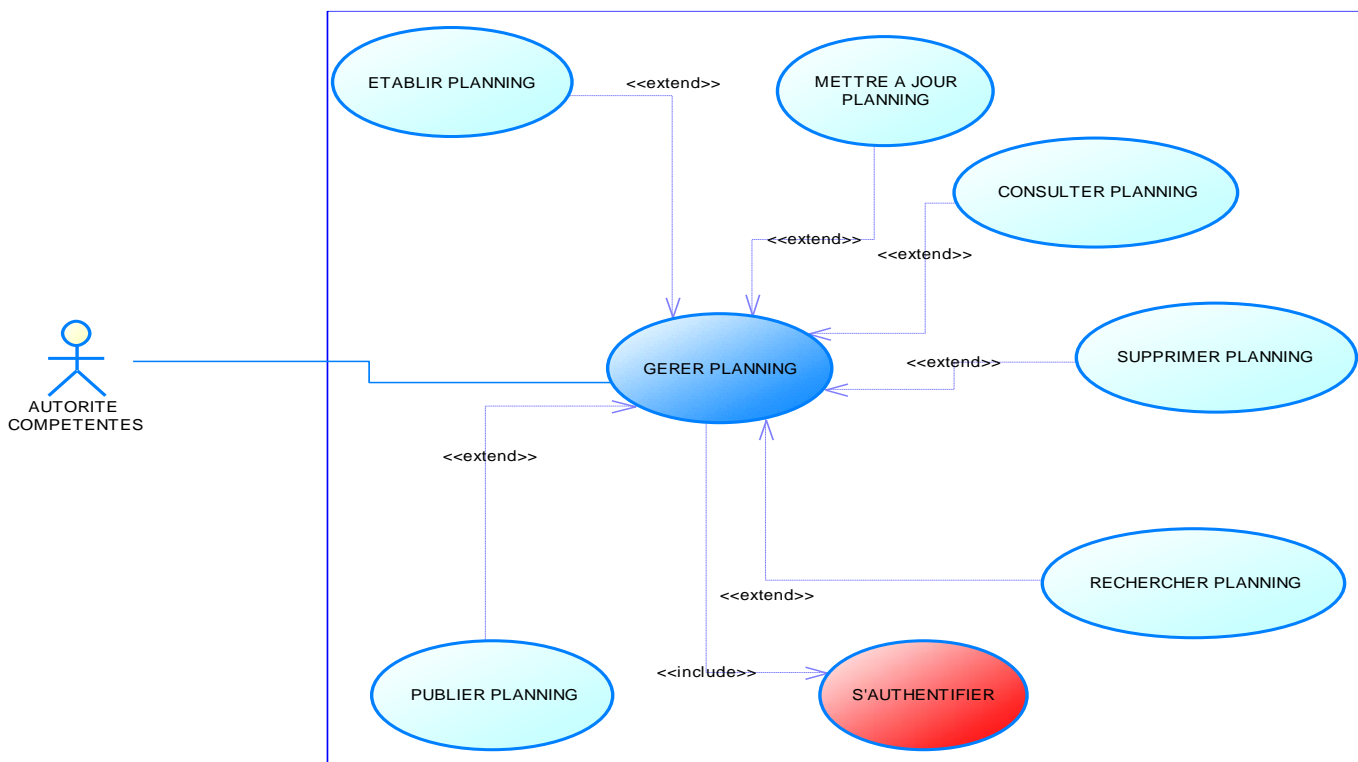 ETABLIR PLANNING
<<extend>>
METTRE A JOUR
PLANNING
CONSULTER PLANNING
<<extend>>
<<extend>>
AUTORITE
COMPETENTES
GERER PLANNING
<<extend>>
SUPPRIMER PLANNING
<<extend>>
<<extend>>
RECHERCHER PLANNING
<<include>>
PUBLIER PLANNING
S'AUTHENTIFIER